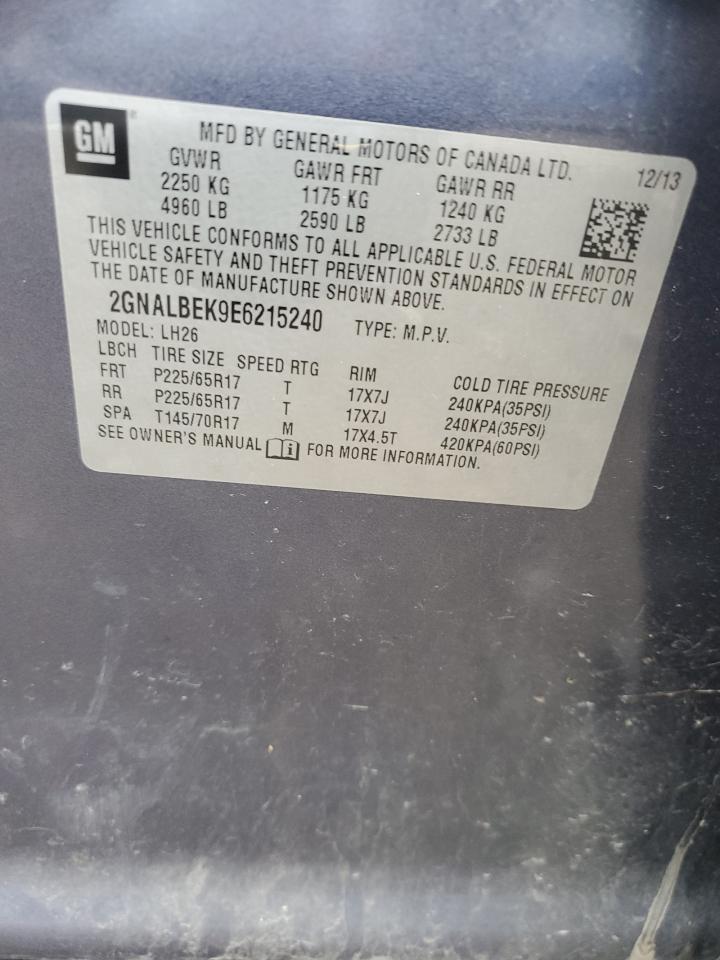 GM
MFD BY GENERAL MOTORS OF CANADA LTD. 12/13
GVWR GAWR FRT GAWR RR
2250 KG 1175 KG 1240 KG
4960 LB 2590 LB 2733 LB
THIS VEHICLE CONFORMS TO ALL APPLICABLE U.S. FEDERAL MOTOR
VEHICLE SAFETY AND THEFT PREVENTION STANDARDS IN EFFECT ON
THE DATE OF MANUFACTURE SHOWN ABOVE.
2GNALBEK9E6215240 TYPE: M.P.V.
MODEL: LH26
LBCH TIRE SIZE SPEED RTG RIM COLD TIRE PRESSURE
FRT P225/65R17 T 17X7J 240KPA(35PSI)
RR P225/65R17 T 17X7J 240KPA(35PSI)
SPA T145/70R17 M 17X4.5T 420KPA(60PSI)
SEE OWNER'S MANUAL FOR MORE INFORMATION.